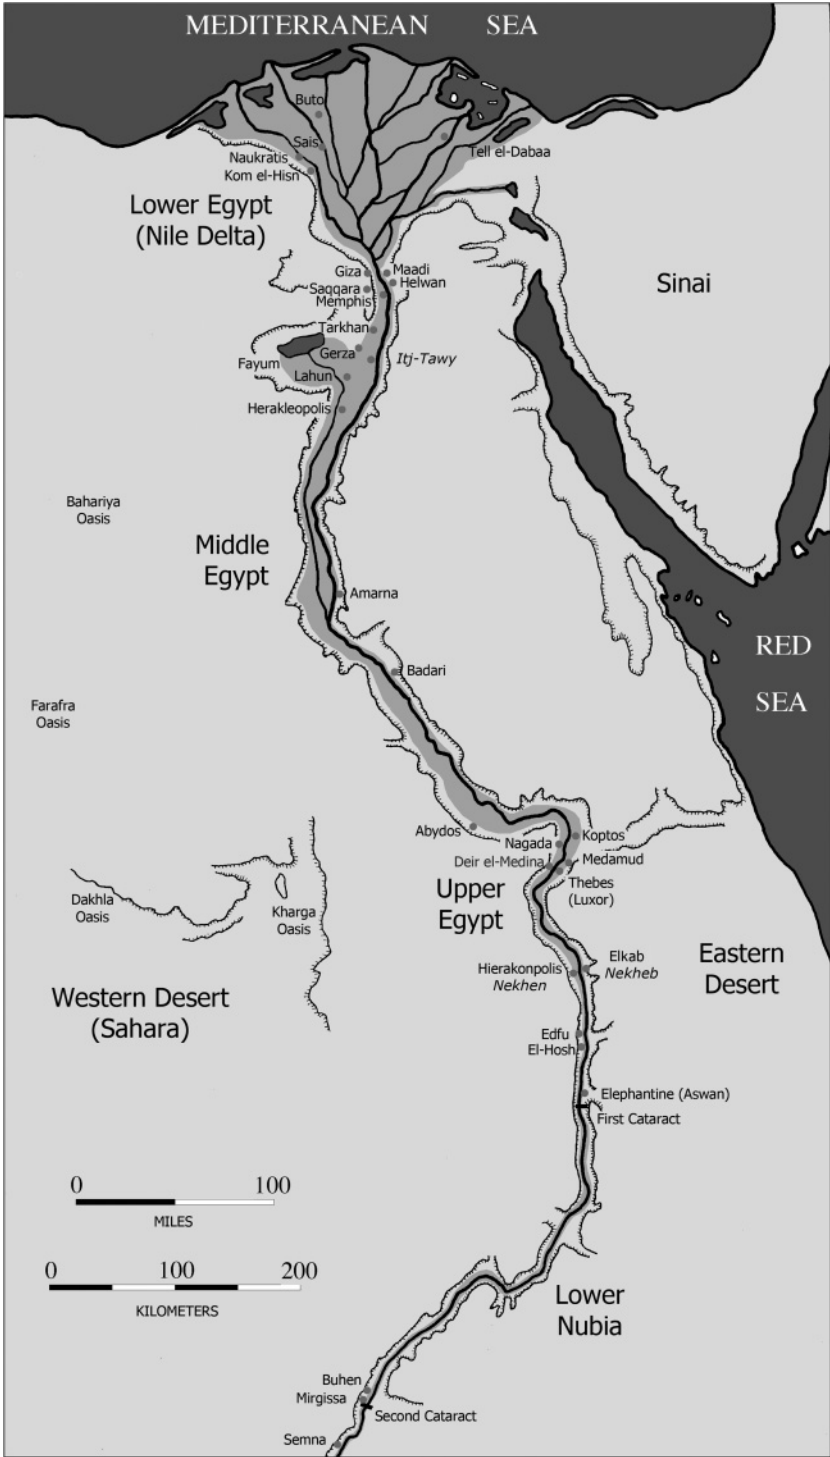 MEDITERRANEAN SEA
Buto
Sais
Naukratis
Kom el-Hisn
Tell el-Dabaa
Lower Egypt
(Nile Delta)
Giza
Maadi
Helwan
Saqqara
Memphis
Sinai
Tarkhan
Gerza
Itj-Tawy
Fayum
Lahun
Herakleopolis
Bahariya
Oasis
Middle
Egypt
Amarna
RED
SEA
Badari
Farafra
Oasis
Abydos
Koptos
Nagada
Medamud
Deir el-Medina
Thebes
(Luxor)
Upper
Egypt
Dakhla
Oasis
Kharga
Oasis
Eastern
Desert
Hierakonpolis
Nekhen
Elkab
Nekheb
Western Desert
(Sahara)
Edfu
El-Hosh
Elephantine (Aswan)
First Cataract
0 100
MILES
0 100 200
KILOMETERS
Lower
Nubia
Buhen
Mirgissa
Second Cataract
Semna